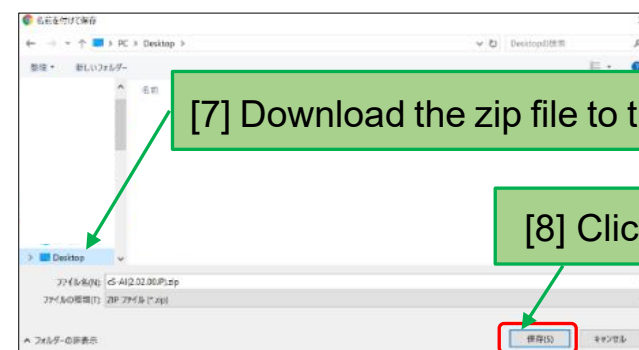 名前を付けて保存
PC > Desktop >
Desktopの検索
整理 新しいフォルダー
名前
[7] Download the zip file to t
[8] Clic
Desktop
ファイル名(N): cS-AI(2.02.00JP).zip
ファイルの種類(T): ZIP ファイル (*.zip)
フォルダーの非表示
保存(S) キャンセル